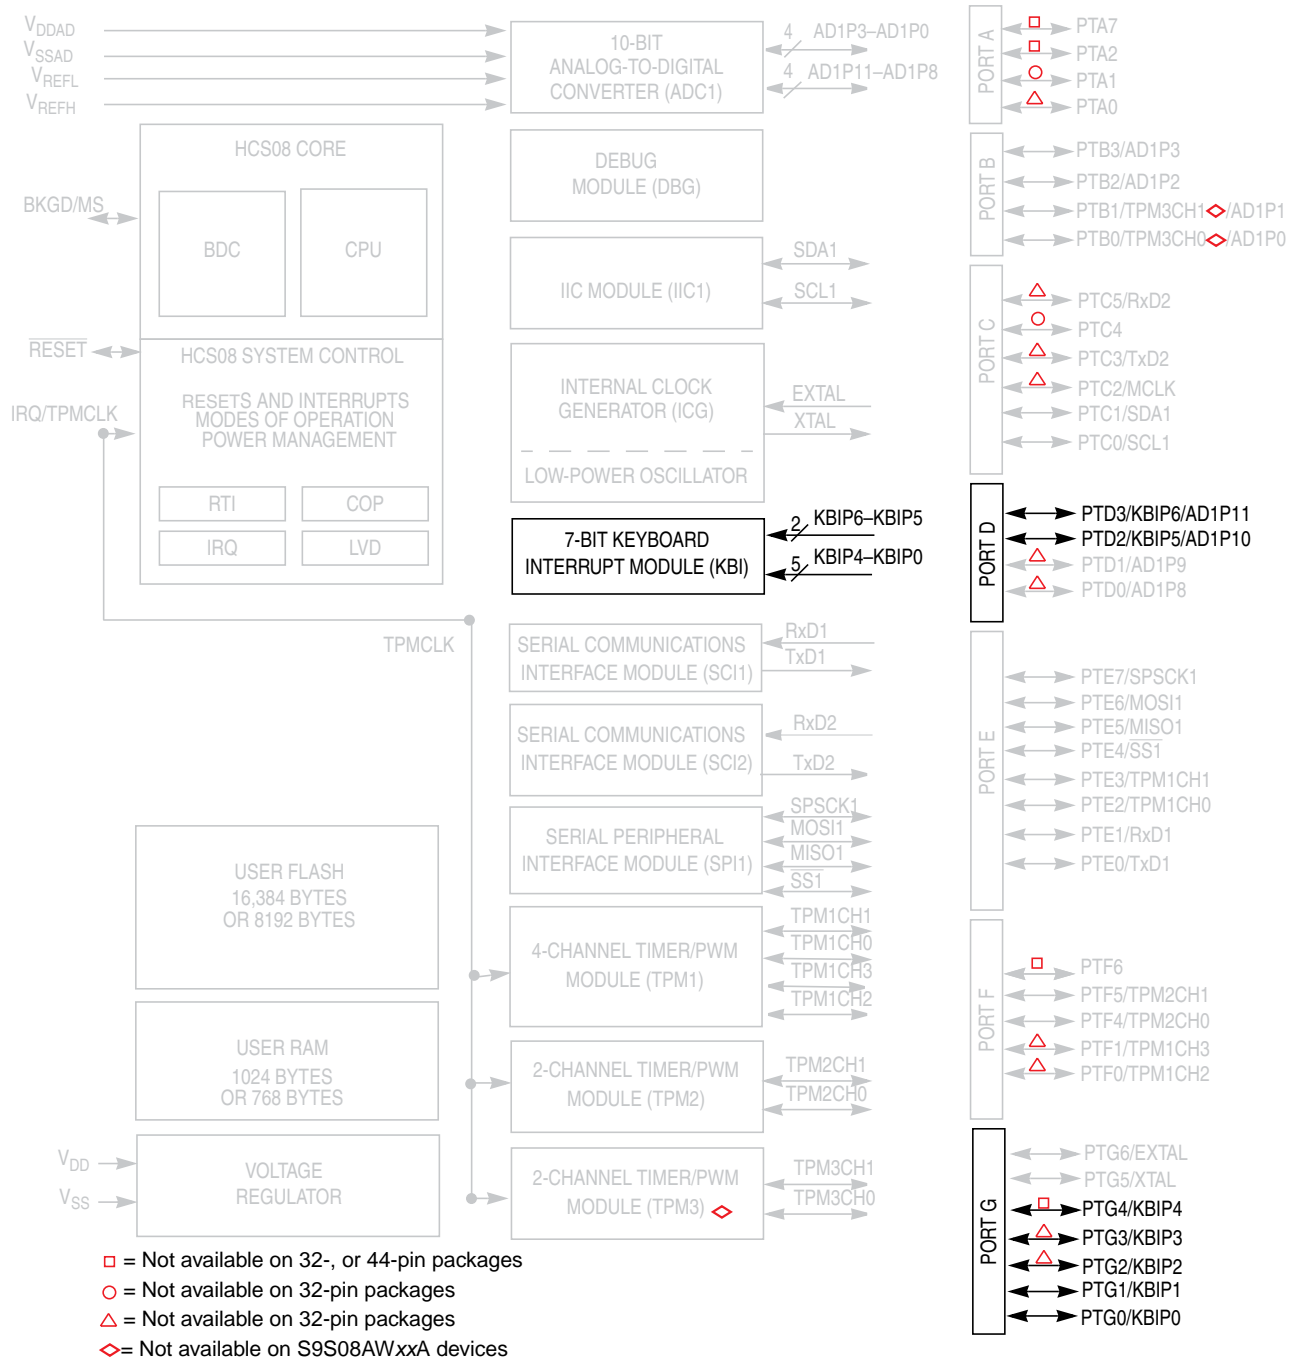 VDDAD
VSSAD
VREFL
VREFH
10-BIT
ANALOG-TO-DIGITAL
CONVERTER (ADC1)
4 AD1P3–AD1P0
4 AD1P11–AD1P8
HCS08 CORE
BDC
CPU
BKGD/MS
RESET
IRQ/TPMCLK
HCS08 SYSTEM CONTROL
RESETS AND INTERRUPTS
MODES OF OPERATION
POWER MANAGEMENT
RTI
COP
IRQ
LVD
TPMCLK
DEBUG
MODULE (DBG)
IIC MODULE (IIC1)
SDA1
SCL1
INTERNAL CLOCK
GENERATOR (ICG)
LOW-POWER OSCILLATOR
EXTAL
XTAL
7-BIT KEYBOARD
INTERRUPT MODULE (KBI)
2 KBIP6–KBIP5
5 KBIP4–KBIP0
SERIAL COMMUNICATIONS
INTERFACE MODULE (SCI1)
RxD1
TxD1
SERIAL COMMUNICATIONS
INTERFACE MODULE (SCI2)
RxD2
TxD2
SERIAL PERIPHERAL
INTERFACE MODULE (SPI1)
SPSCK1
MOSI1
MISO1
SS1
4-CHANNEL TIMER/PWM
MODULE (TPM1)
TPM1CH1
TPM1CH0
TPM1CH3
TPM1CH2
2-CHANNEL TIMER/PWM
MODULE (TPM2)
TPM2CH1
TPM2CH0
2-CHANNEL TIMER/PWM
MODULE (TPM3)
TPM3CH1
TPM3CH0
USER FLASH
16,384 BYTES
OR 8192 BYTES
USER RAM
1024 BYTES
OR 768 BYTES
VDD
VSS
VOLTAGE
REGULATOR
PORT A
PTA7
PTA2
PTA1
PTA0
PORT B
PTB3/AD1P3
PTB2/AD1P2
PTB1/TPM3CH1 /AD1P1
PTB0/TPM3CH0 /AD1P0
PORT C
PTC5/RxD2
PTC4
PTC3/TxD2
PTC2/MCLK
PTC1/SDA1
PTC0/SCL1
PORT D
PTD3/KBIP6/AD1P11
PTD2/KBIP5/AD1P10
PTD1/AD1P9
PTD0/AD1P8
PORT E
PTE7/SPSCK1
PTE6/MOSI1
PTE5/MISO1
PTE4/SS1
PTE3/TPM1CH1
PTE2/TPM1CH0
PTE1/RxD1
PTE0/TxD1
PORT F
PTF6
PTF5/TPM2CH1
PTF4/TPM2CH0
PTF1/TPM1CH3
PTF0/TPM1CH2
PORT G
PTG6/EXTAL
PTG5/XTAL
PTG4/KBIP4
PTG3/KBIP3
PTG2/KBIP2
PTG1/KBIP1
PTG0/KBIP0
= Not available on 32-, or 44-pin packages
= Not available on 32-pin packages
= Not available on 32-pin packages
= Not available on S9S08AWxxA devices